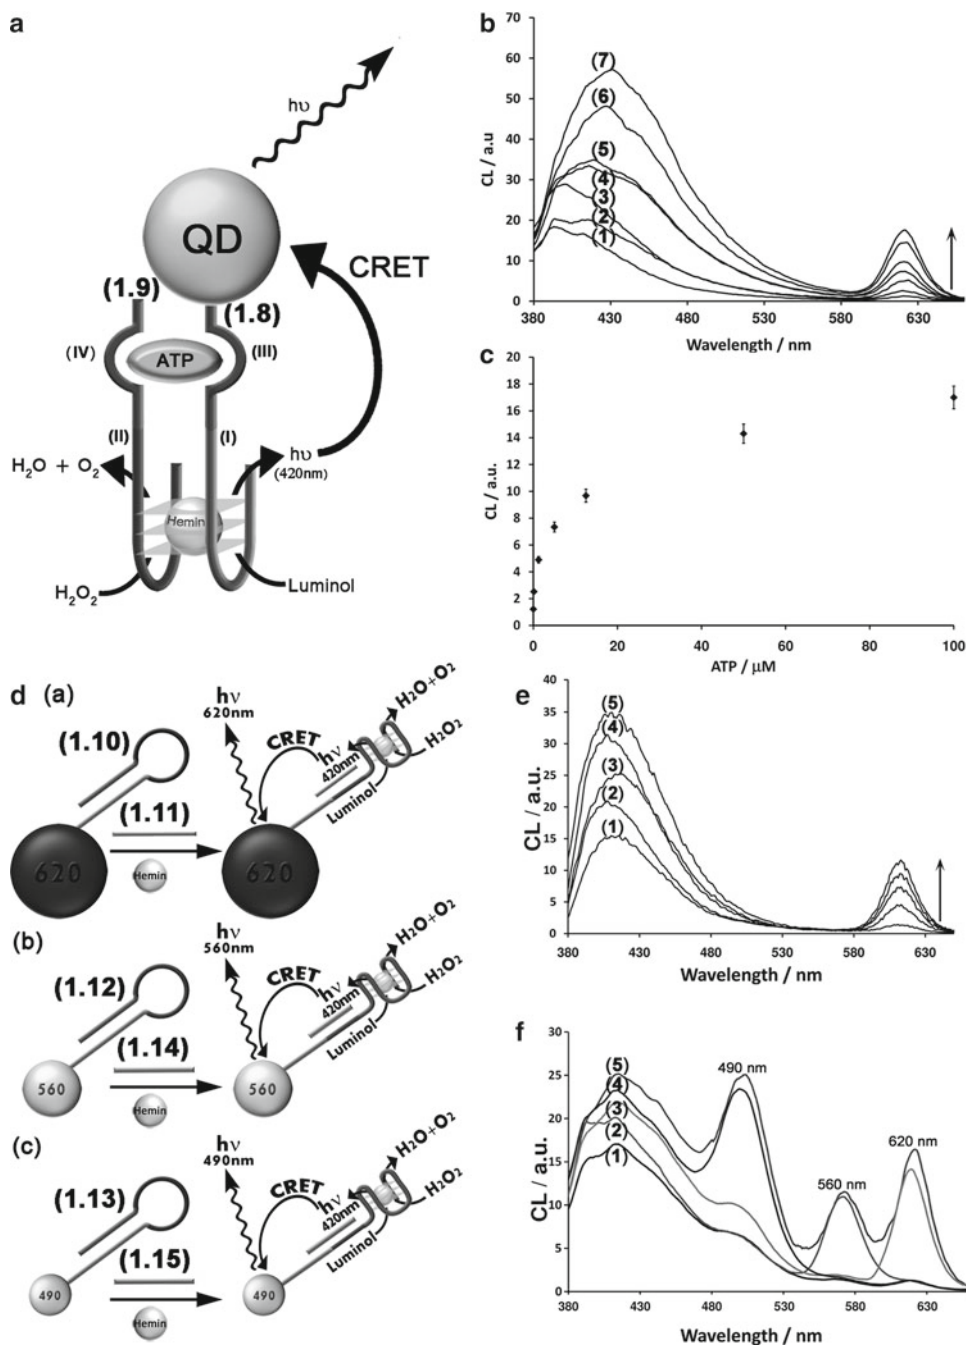 a
hυ
QD
CRET
(1.9)
(1.8)
(IV)
ATP
(III)
(II)
(I)
H2O + O2
hυ
(420nm)
Hemin
H2O2
Luminol
b
70
60
50
40
30
20
10
0
CL / a.u
(7)
(6)
(5)
(4)
(3)
(2)
(1)
380 430 480 530 580 630
Wavelength / nm
c
20
18
16
14
12
10
8
6
4
2
0
CL / a.u.
0 20 40 60 80 100
ATP / μM
d (a)
(1.10)
(1.11)
620
Hemin
hν
620nm
CRET
hν
420nm
Luminol
H2O+O2
H2O2
620
(b)
(1.12)
(1.14)
560
Hemin
hν
560nm
CRET
hν
420nm
Luminol
H2O+O2
H2O2
560
(c)
(1.13)
(1.15)
490
Hemin
hν
490nm
CRET
hν
420nm
Luminol
H2O+O2
H2O2
490
e
40
35
30
25
20
15
10
5
0
CL / a.u.
(5)
(4)
(3)
(2)
(1)
380 430 480 530 580 630
Wavelength / nm
f
30
25
20
15
10
5
0
CL / a.u.
(5)
(4)
(3)
(2)
(1)
490 nm
560 nm
620 nm
380 430 480 530 580 630
Wavelength / nm